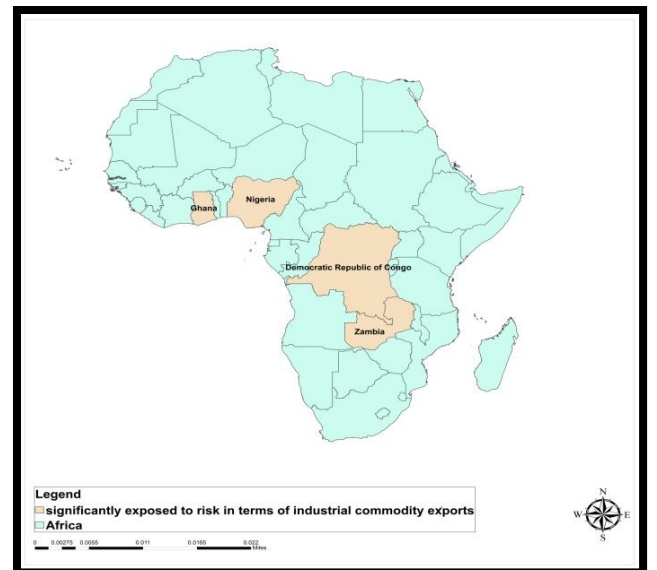 Nigeria
Ghana
Democratic Republic of Congo
Zambia
Legend
significantly exposed to risk in terms of industrial commodity exports
Africa
0 0.00275 0.0055 0.011 0.0165 0.022
Miles
N
W E
S